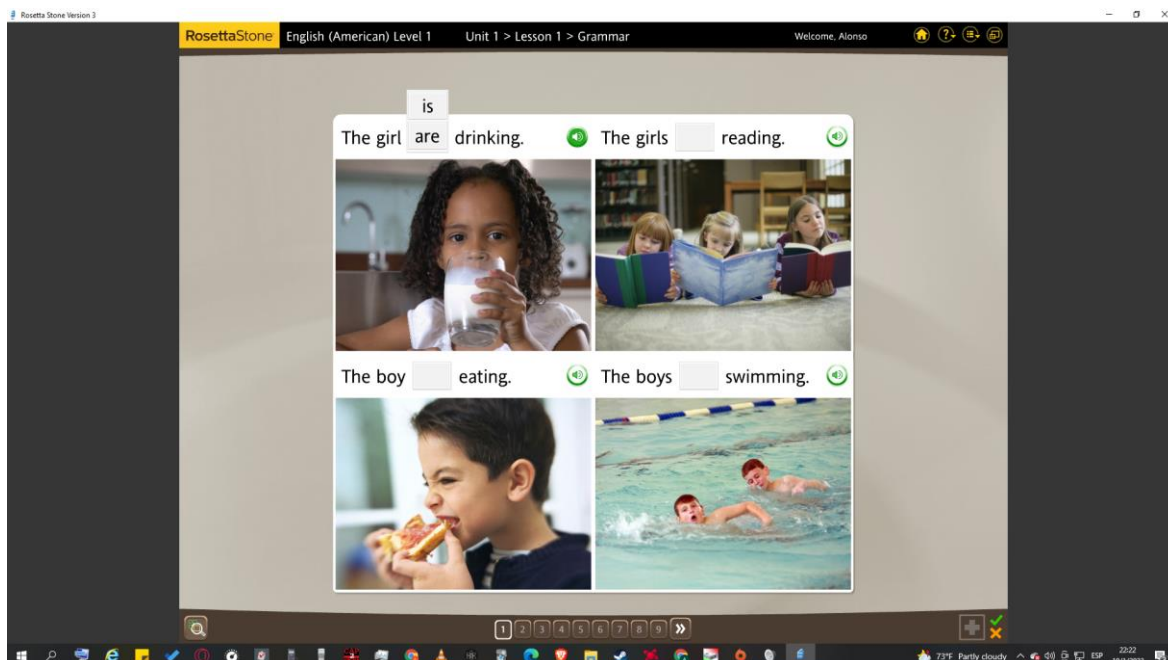 Rosetta Stone Version 3
RosettaStone English (American) Level 1 Unit 1 > Lesson 1 > Grammar Welcome, Alonso
is
The girl are drinking. The girls reading.
The boy eating. The boys swimming.
1 2 3 4 5 6 7 8 9
73°F Partly cloudy ESP 22:22